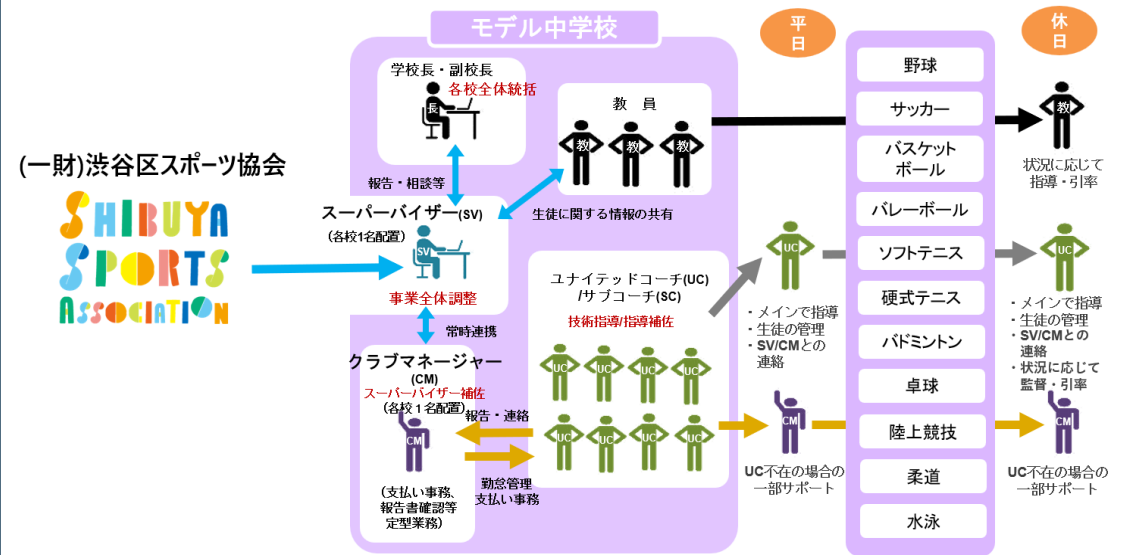 モデル中学校
平
日
休
日
(一財)渋谷区スポーツ協会
SHIBUYA
SPORTS
ASSOCIATION
学校長・副校長
各校全体統括
長
教　員
教
教
教
報告・相談等
生徒に関する情報の共有
スーパーバイザー(SV)
(各校1名配置)
SV
事業全体調整
常時連携
クラブマネージャー
(CM)
スーパーバイザー補佐
(各校１名配置)
CM
(支払い事務、
報告書確認等
定型業務)
報告・連絡
勤怠管理
支払い事務
ユナイテッドコーチ(UC)
/サブコーチ(SC)
技術指導/指導補佐
UC
UC
UC
UC
UC
UC
UC
UC
UC
・メインで指導
・生徒の管理
・SV/CMとの
連絡
CM
UC不在の場合の
一部サポート
野球
サッカー
バスケット
ボール
バレーボール
ソフトテニス
硬式テニス
バドミントン
卓球
陸上競技
柔道
水泳
教
状況に応じて
指導・引率
UC
・メインで指導
・生徒の管理
・SV/CMとの
連絡
・状況に応じて
監督・引率
CM
UC不在の場合の
一部サポート